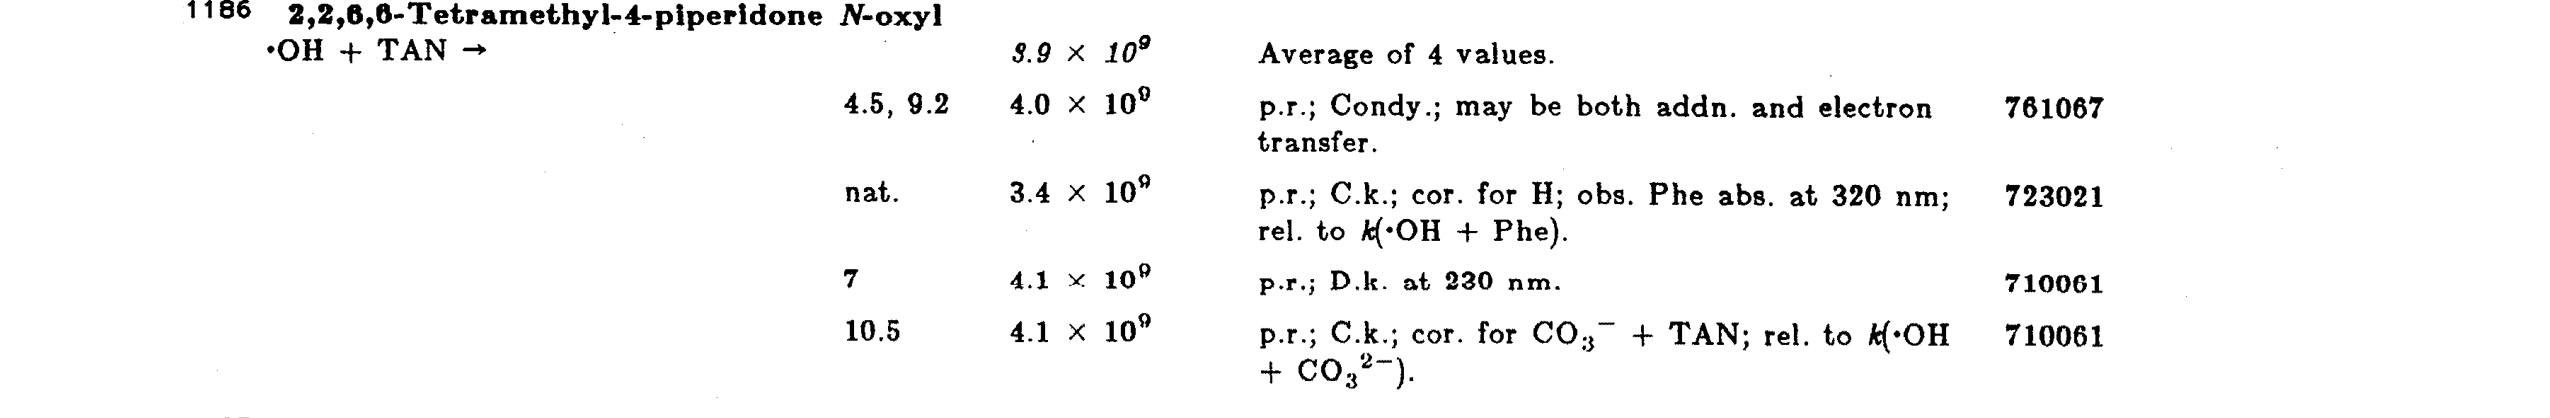 1186 2,2,6,6-Tetramethyl-4-piperidone N-oxyl
·OH + TAN → 3.9 × 10⁹ Average of 4 values.
4.5, 9.2 4.0 × 10⁹ p.r.; Condy.; may be both addn. and electron 761067
transfer.
nat. 3.4 × 10⁹ p.r.; C.k.; cor. for H; obs. Phe abs. at 320 nm; 723021
rel. to k(·OH + Phe).
7 4.1 × 10⁹ p.r.; D.k. at 230 nm. 710061
10.5 4.1 × 10⁹ p.r.; C.k.; cor. for CO₃⁻ + TAN; rel. to k(·OH 710061
+ CO₃²⁻).